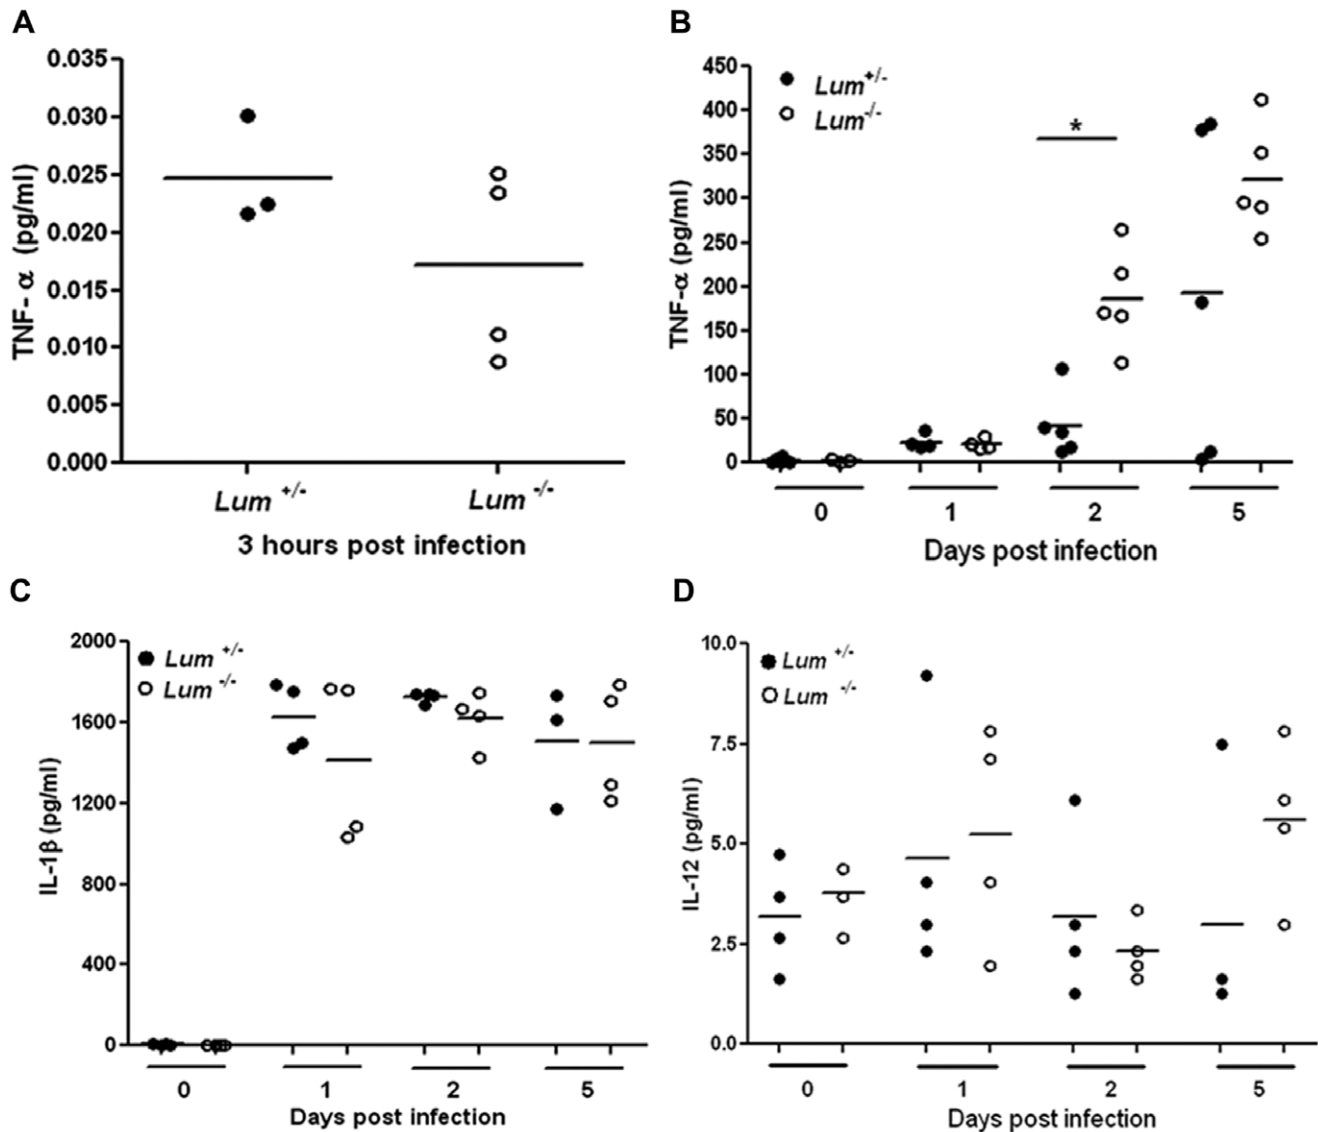 A
0.035
0.030
0.025
0.020
0.015
0.010
0.005
0.000
TNF- α (pg/ml)
Lum +/-
Lum -/-
3 hours post infection
B
450
400
350
300
250
200
150
100
50
0
TNF-α (pg/ml)
Lum+/-
Lum-/-
*
0 1 2 5
Days post infection
C
2000
1600
1200
800
400
0
IL-1β (pg/ml)
Lum +/-
Lum -/-
0 1 2 5
Days post infection
D
10.0
7.5
5.0
2.5
0.0
IL-12 (pg/ml)
Lum +/-
Lum -/-
0 1 2 5
Days post infection